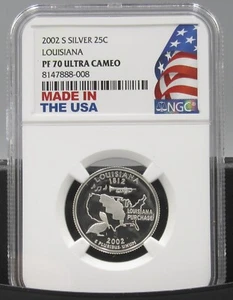 2002 S SILVER 25C
LOUISIANA
PF 70 ULTRA CAMEO
8147888-008
MADE IN
THE USA
NGC
LOUISIANA
1812
LOUISIANA
PURCHASE
2002
E PLURIBUS UNUM